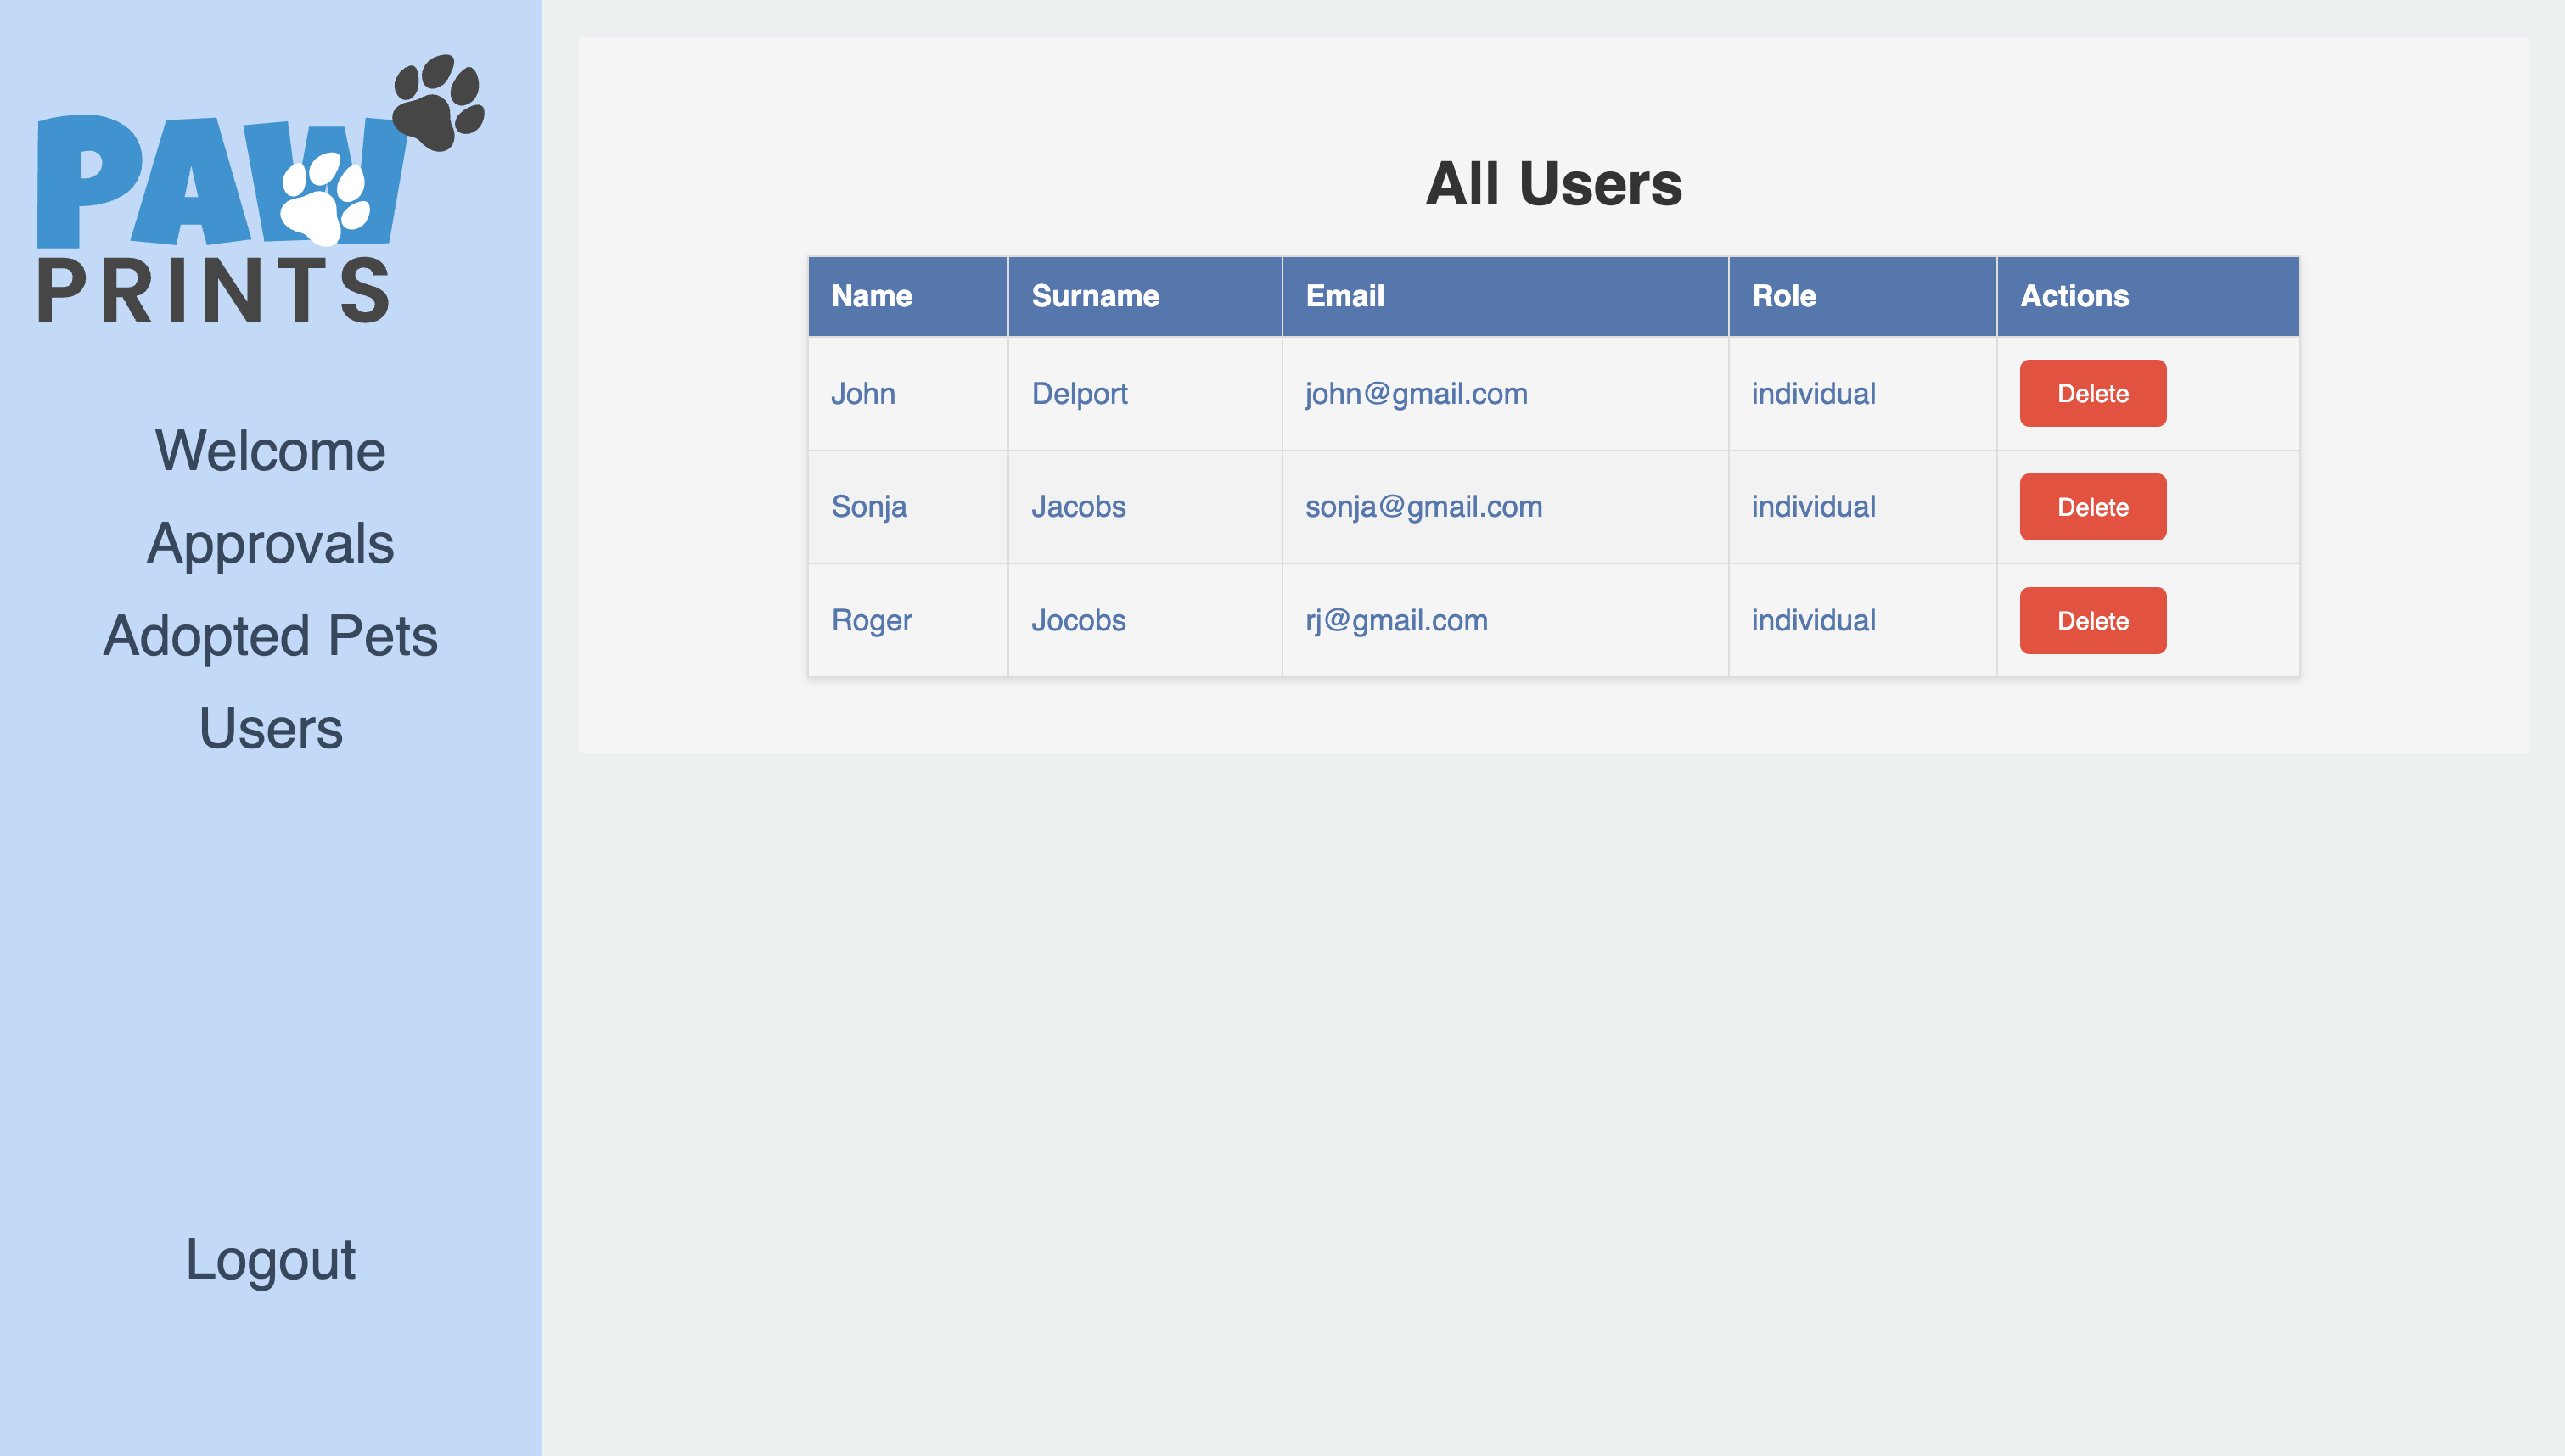 PAW
PRINTS
Welcome
Approvals
Adopted Pets
Users
Logout
All Users
Name Surname Email Role Actions
John Delport john@gmail.com individual Delete
Sonja Jacobs sonja@gmail.com individual Delete
Roger Jocobs rj@gmail.com individual Delete